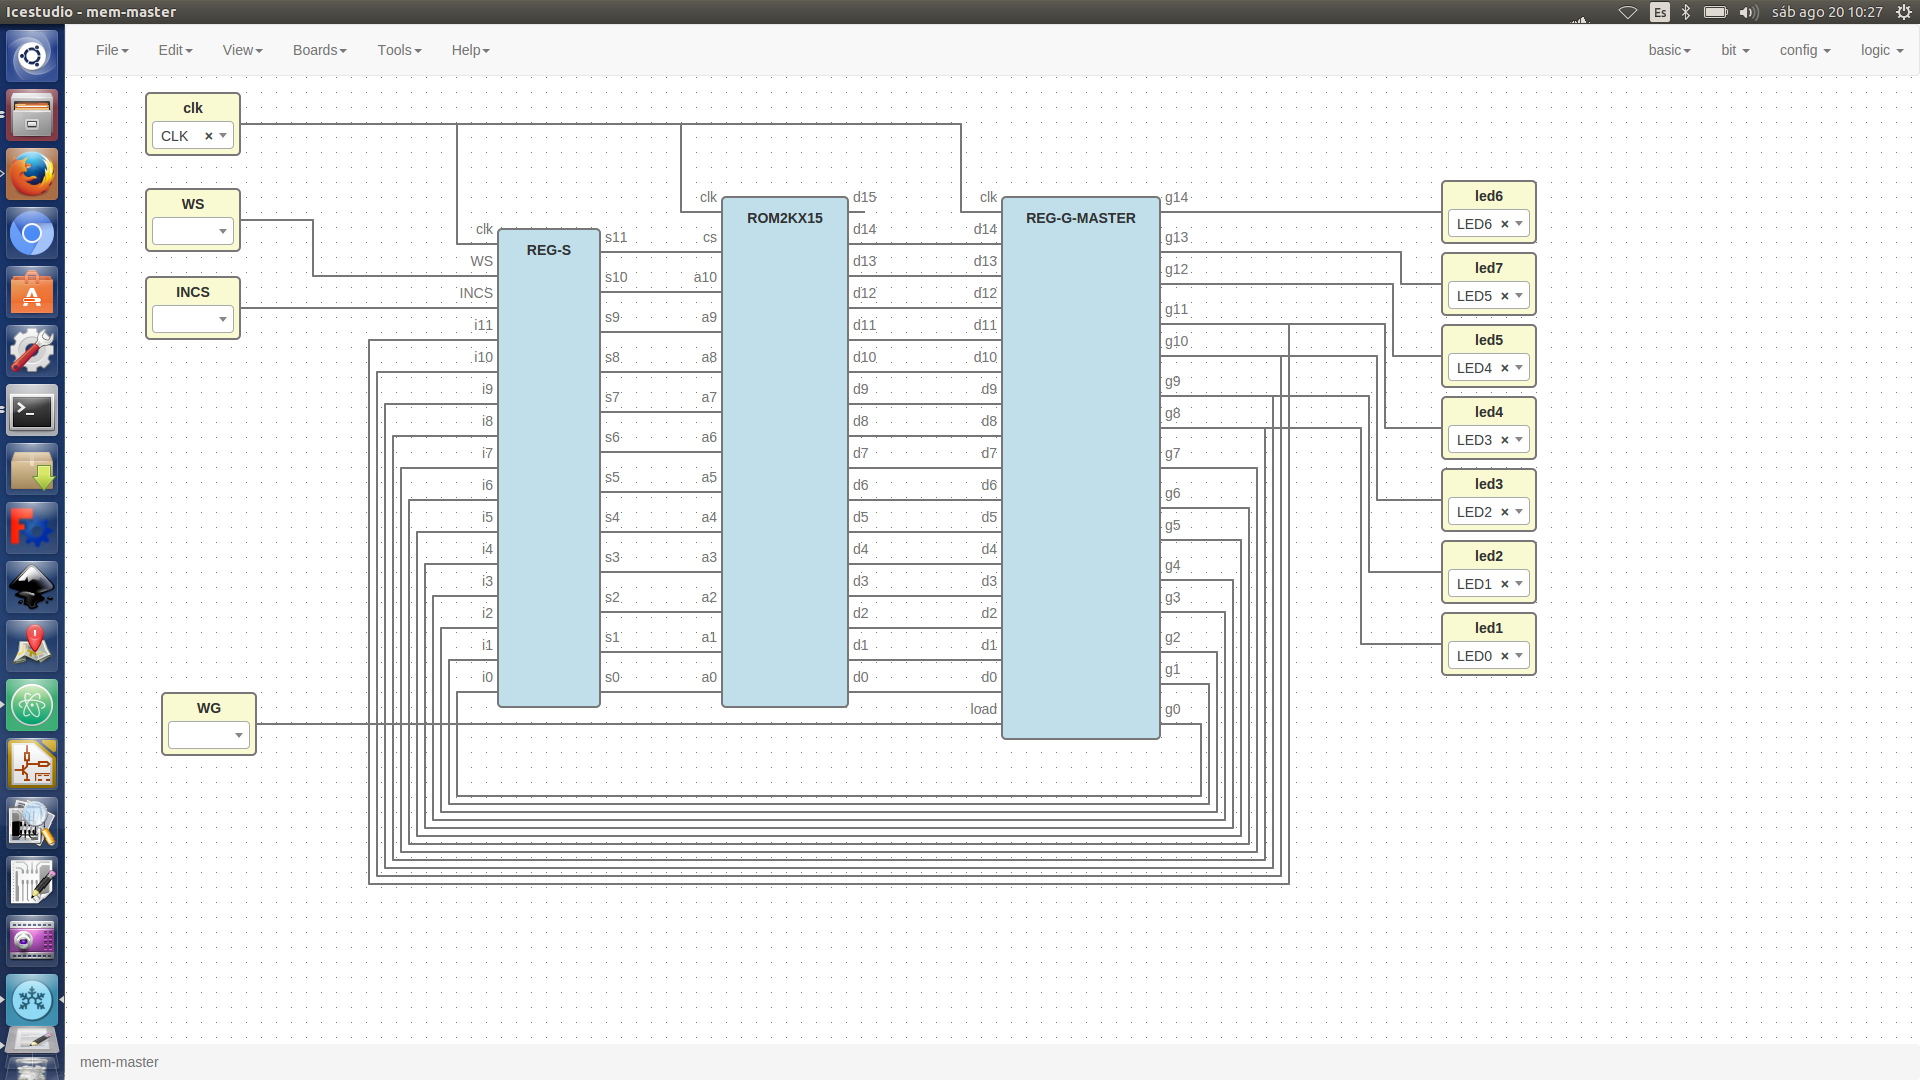 Icestudio - mem-master
Es
sáb ago 20 10:27
File Edit View Boards Tools Help
basic bit config logic
clk
CLK ×
WS
INCS
WG
clk
WS
INCS
i11
i10
i9
i8
i7
i6
i5
i4
i3
i2
i1
i0
REG-S
s11
s10
s9
s8
s7
s6
s5
s4
s3
s2
s1
s0
clk
cs
a10
a9
a8
a7
a6
a5
a4
a3
a2
a1
a0
ROM2KX15
d15
d14
d13
d12
d11
d10
d9
d8
d7
d6
d5
d4
d3
d2
d1
d0
clk
d14
d13
d12
d11
d10
d9
d8
d7
d6
d5
d4
d3
d2
d1
d0
load
REG-G-MASTER
g14
g13
g12
g11
g10
g9
g8
g7
g6
g5
g4
g3
g2
g1
g0
led6
LED6 ×
led7
LED5 ×
led5
LED4 ×
led4
LED3 ×
led3
LED2 ×
led2
LED1 ×
led1
LED0 ×
mem-master